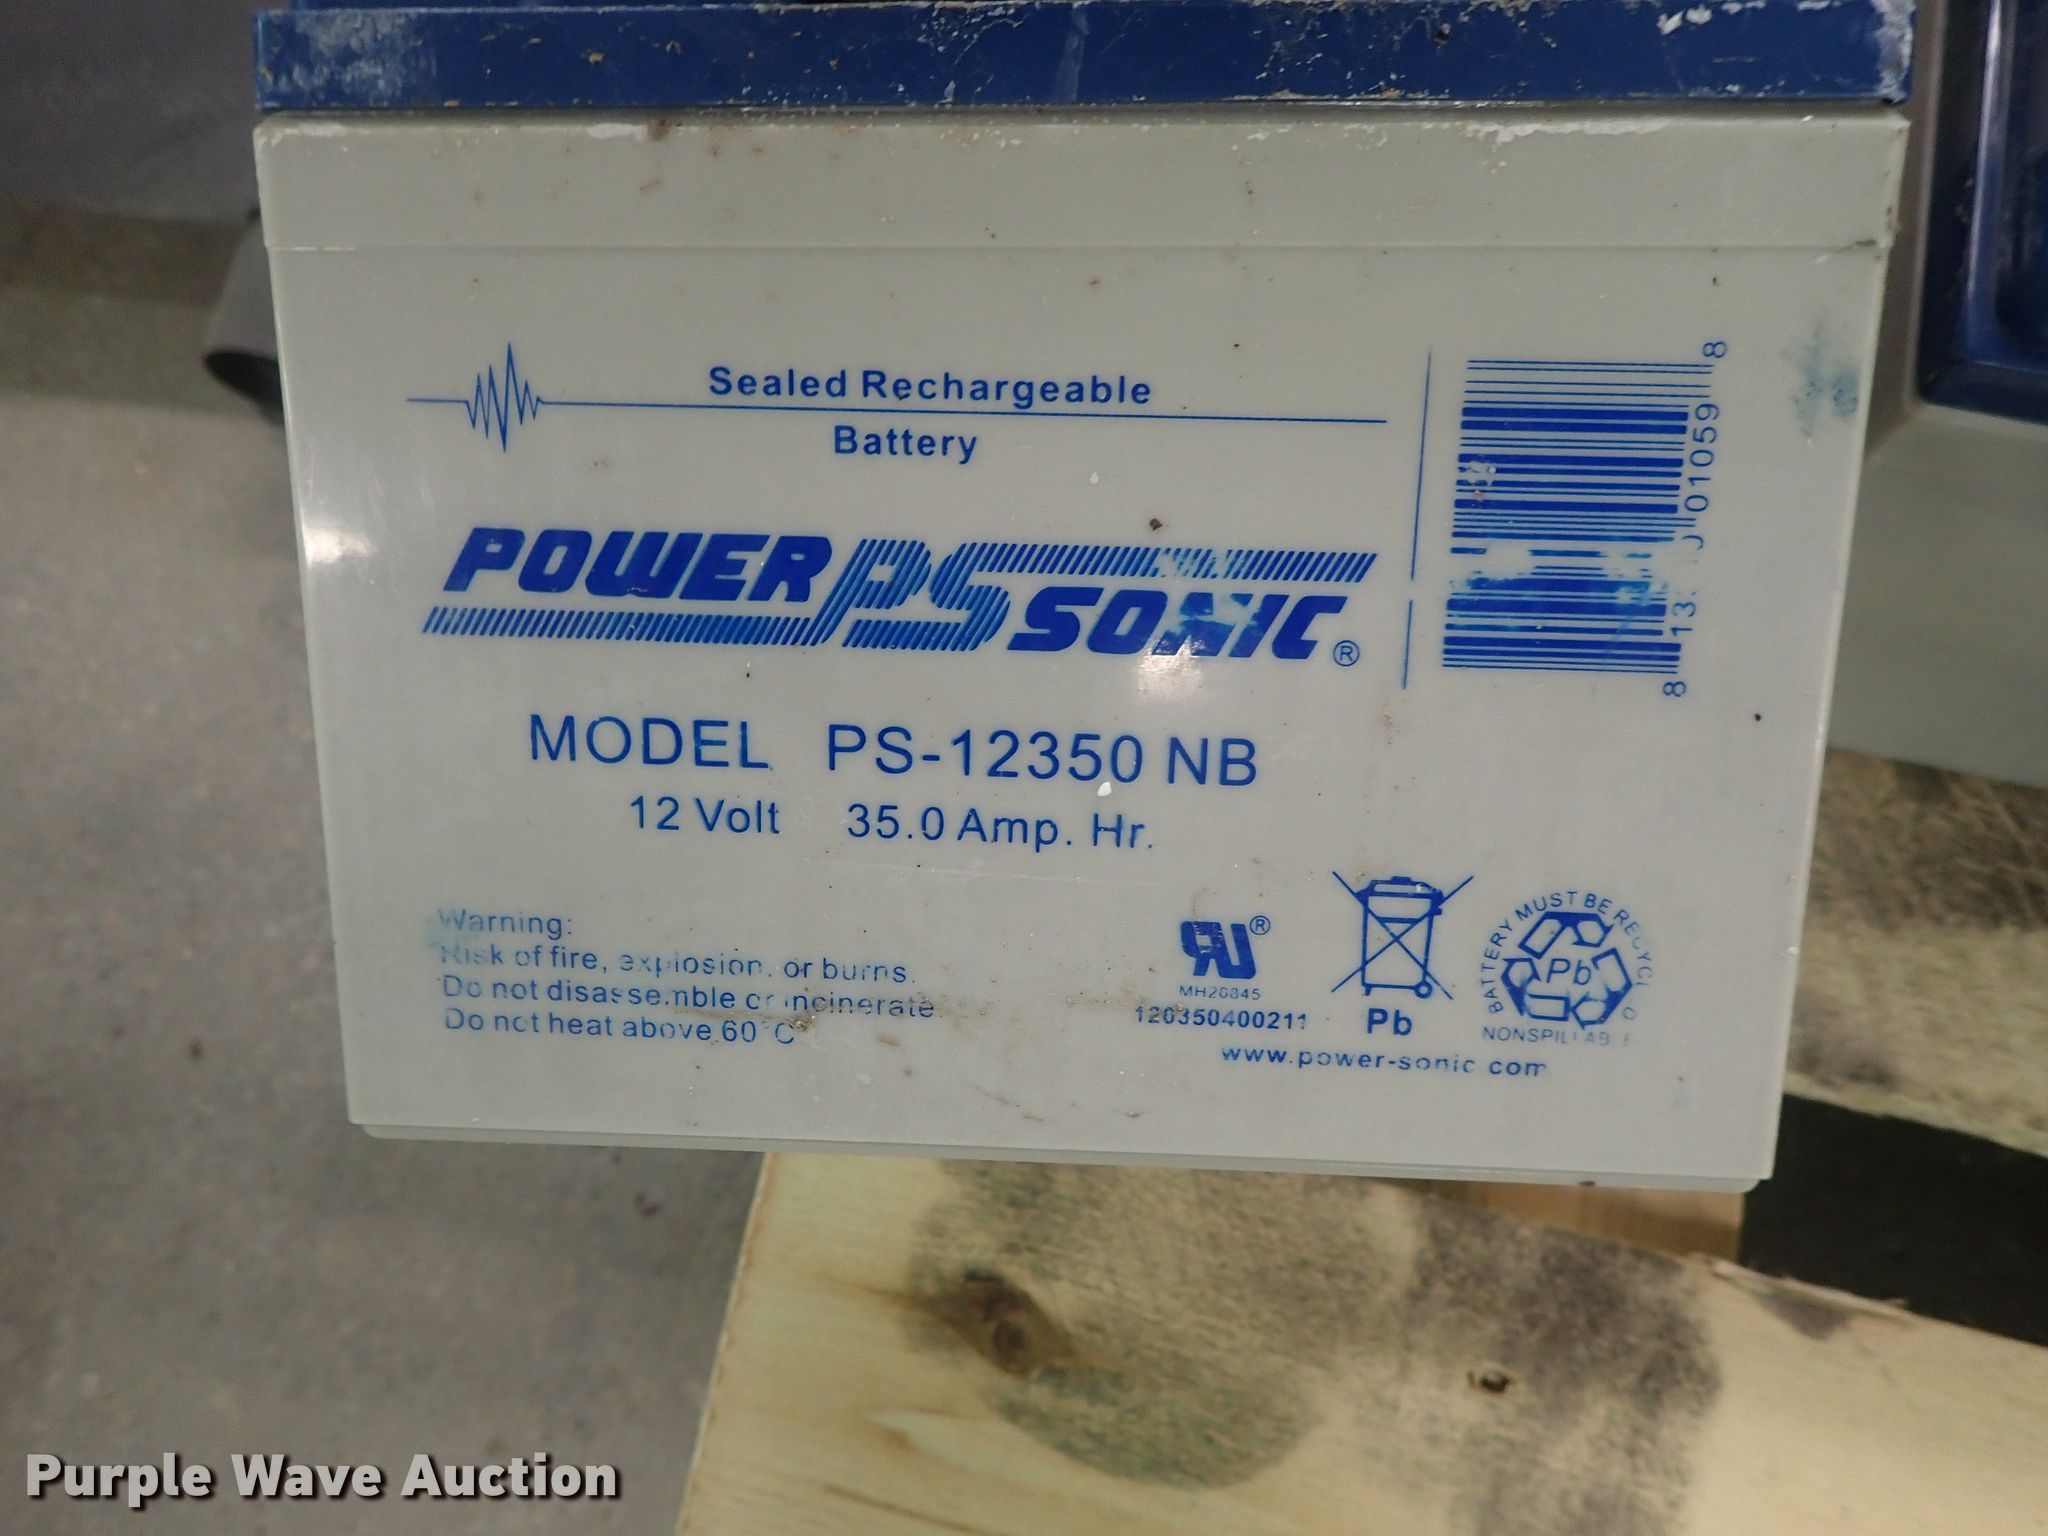 Sealed Rechargeable
Battery
POWER PS SONIC®
MODEL PS-12350 NB
12 Volt 35.0 Amp. Hr.
Warning:
Risk of fire, explosion, or burns.
Do not disassemble or incinerate
Do not heat above 60°C
®
MH20845
120350400211
Pb
BATTERY MUST BE RECYCLED
Pb
NONSPILLABLE
www.power-sonic.com
01059 8
Purple Wave Auction